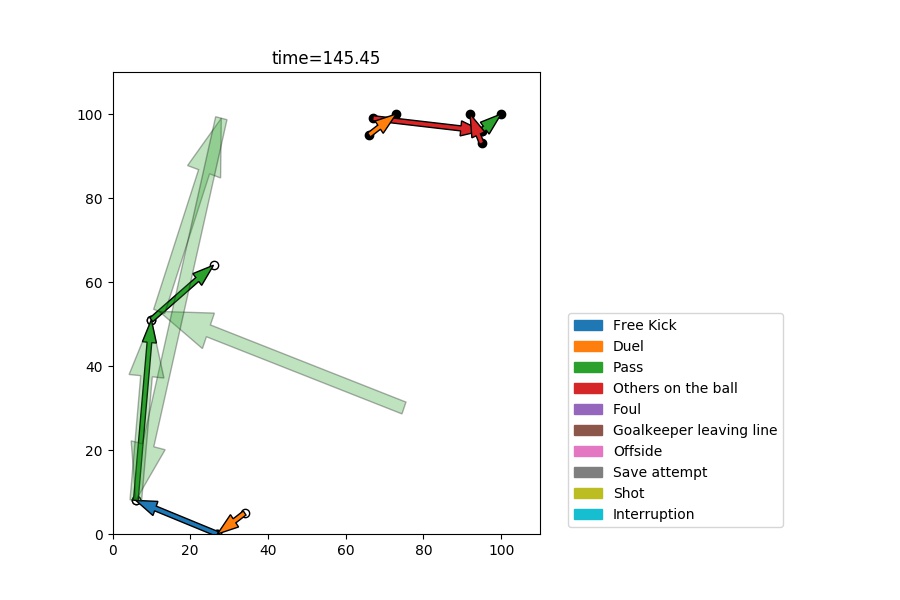 time=145.45
100
80
60
40
20
0
0 20 40 60 80 100
Free Kick
Duel
Pass
Others on the ball
Foul
Goalkeeper leaving line
Offside
Save attempt
Shot
Interruption